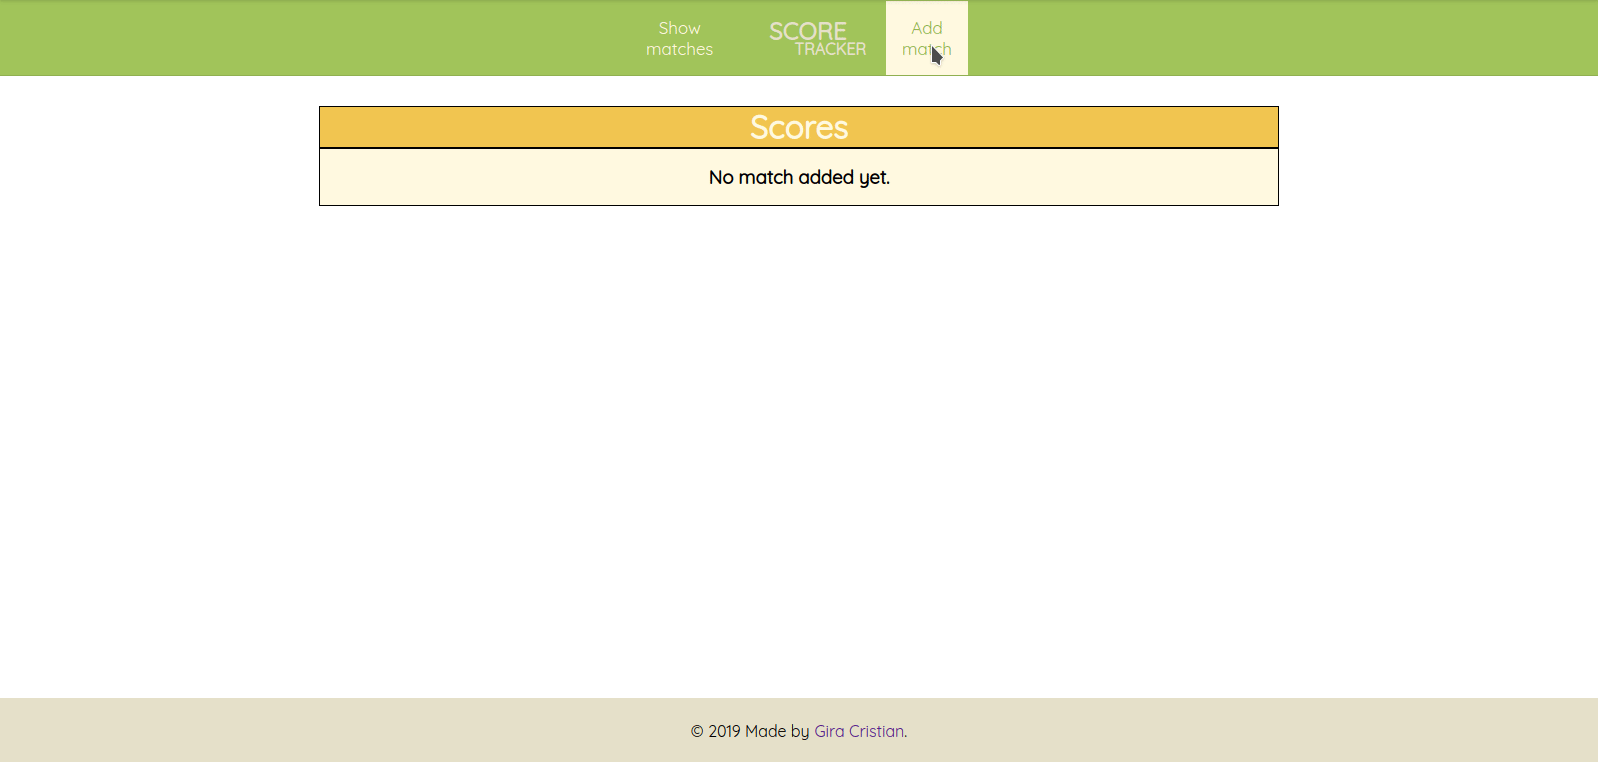 Show
matches
SCORE
TRACKER
Add
match
Scores
No match added yet.
© 2019 Made by Gira Cristian.